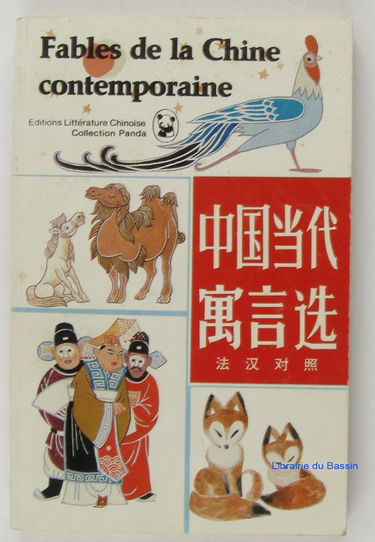 Fables de la Chine
contemporaine
Editions Littérature Chinoise
Collection Panda
中国当代
寓言选
法汉对照
Librairie du Bassin